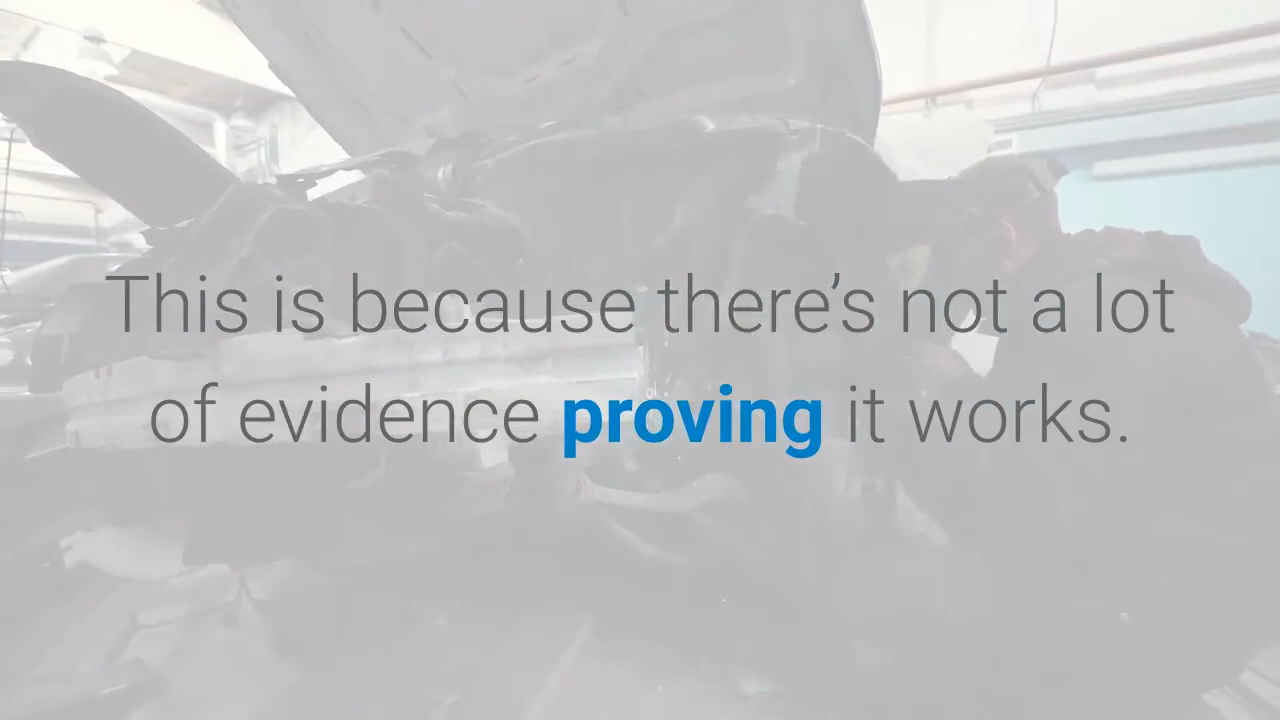 This is because there’s not a lot
of evidence proving it works.